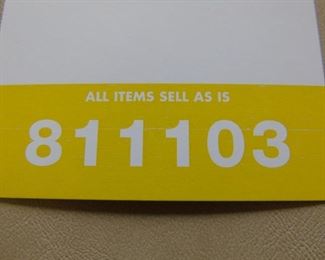 ALL ITEMS SELL AS IS
811103